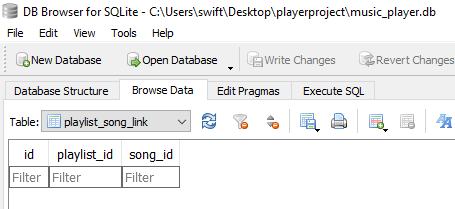 DB Browser for SQLite - C:\Users\swift\Desktop\playerproject\music_player.db
File Edit View Tools Help
New Database Open Database Write Changes Revert Changes
Database Structure Browse Data Edit Pragmas Execute SQL
Table: playlist_song_link
id playlist_id song_id
Filter Filter Filter